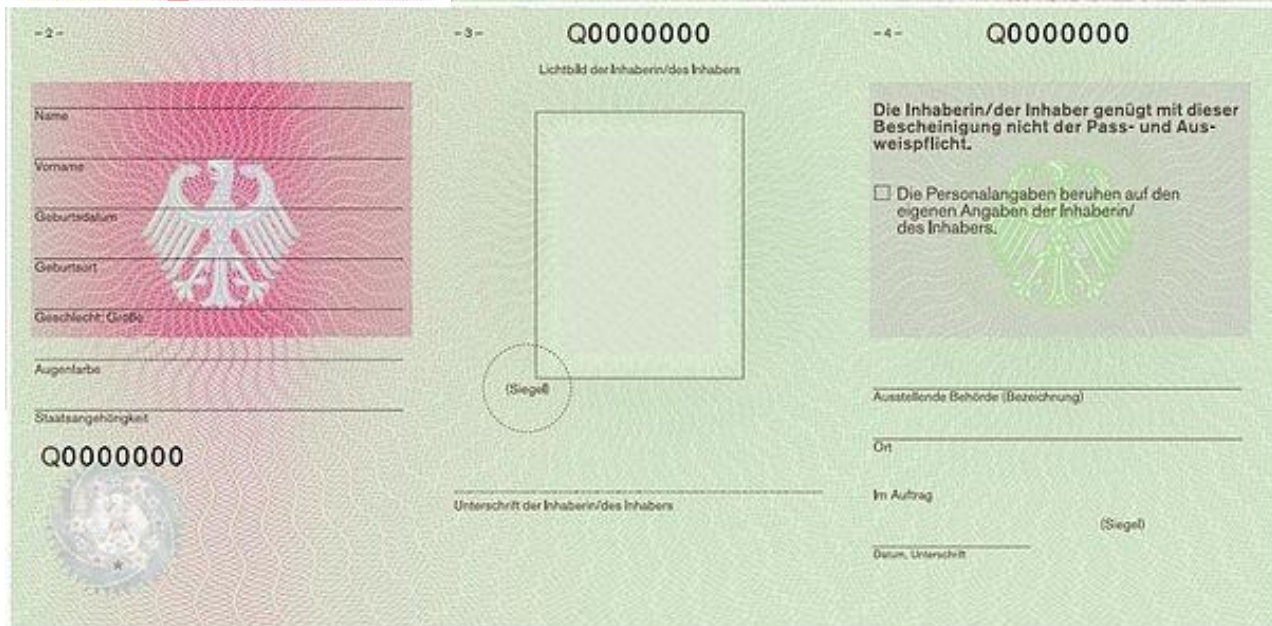 - 2 -
Name
Vorname
Geburtsdatum
Geburtsort
Geschlecht; Größe
Augenfarbe
Staatsangehörigkeit
Q0000000
- 3 -
Q0000000
Lichtbild der Inhaberin/des Inhabers
(Siegel)
Unterschrift der Inhaberin/des Inhabers
- 4 -
Q0000000
Die Inhaberin/der Inhaber genügt mit dieser
Bescheinigung nicht der Pass- und Aus-
weispflicht.
☐ Die Personalangaben beruhen auf den
eigenen Angaben der Inhaberin/
des Inhabers.
Ausstellende Behörde (Bezeichnung)
Ort
Im Auftrag
(Siegel)
Datum, Unterschrift